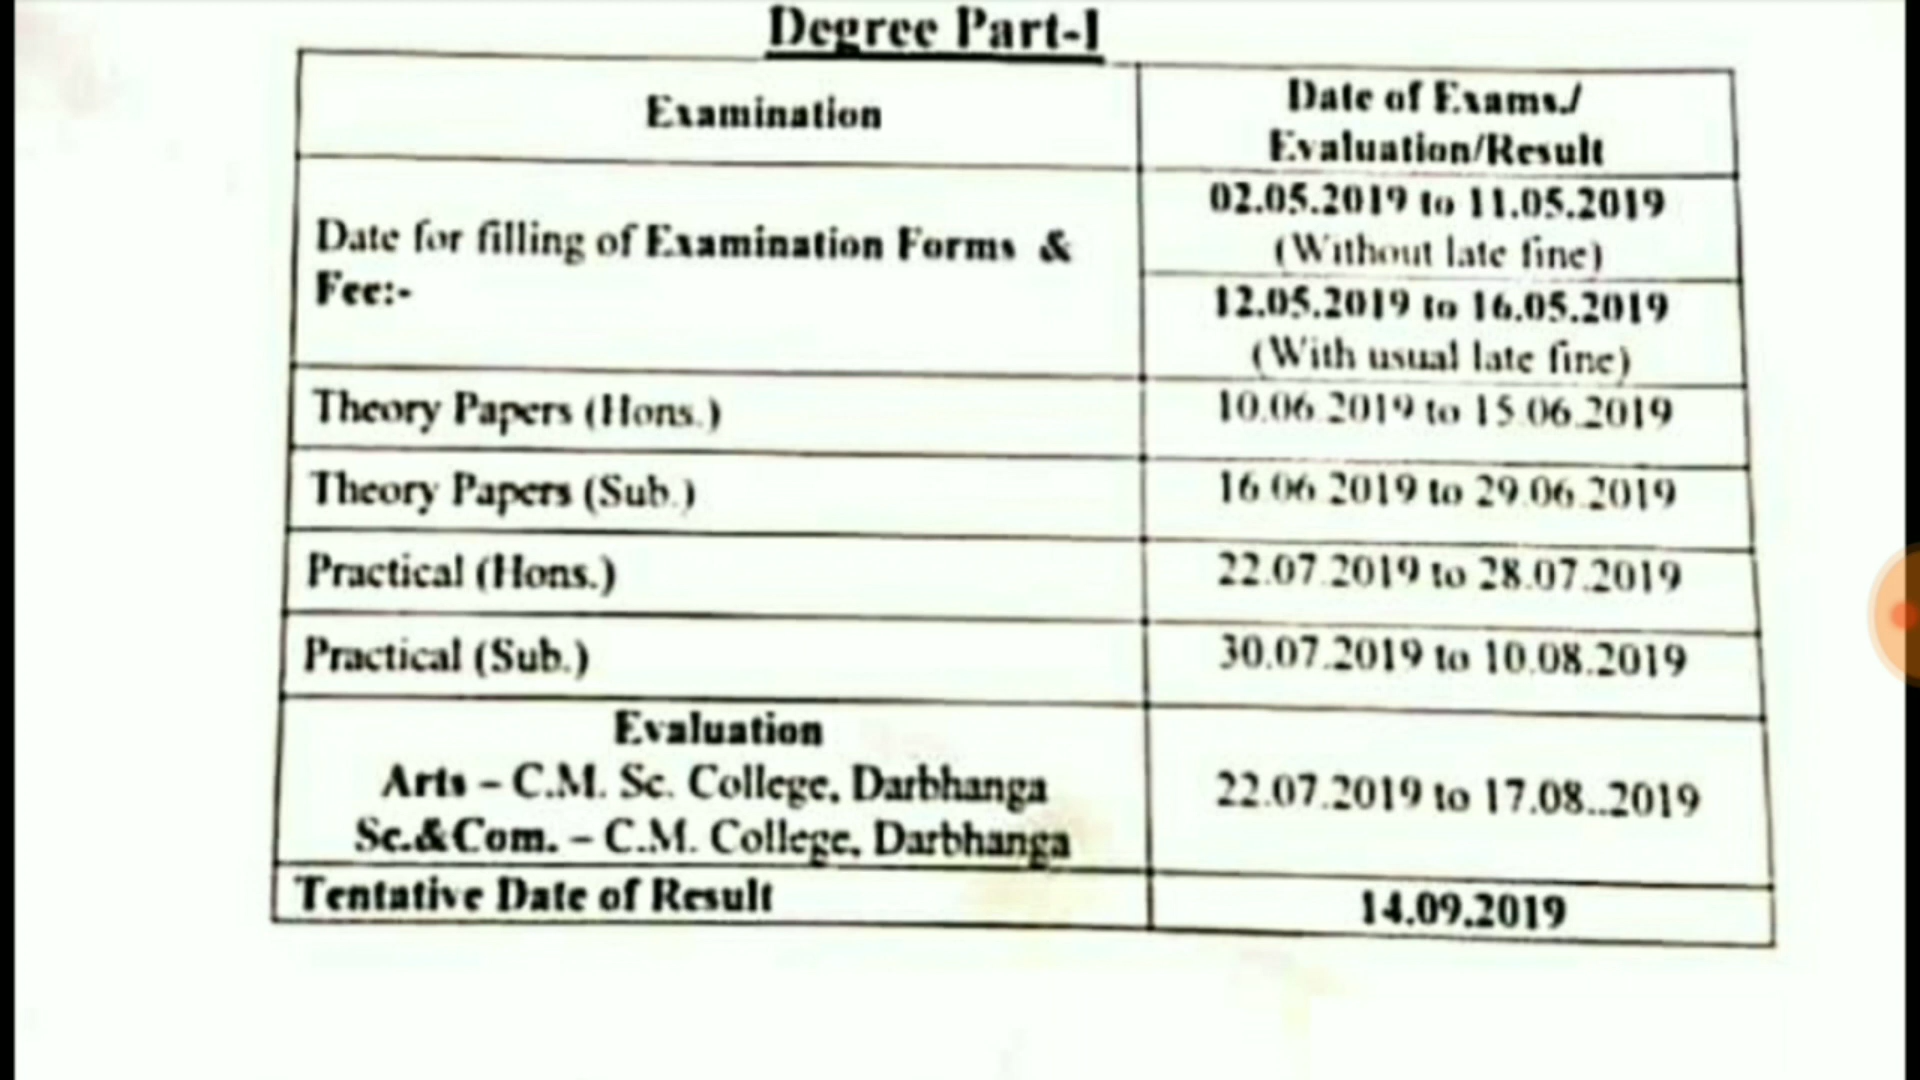 Degree Part-I
Examination
Date of Exams./
Evaluation/Result
Date for filling of Examination Forms & Fee:-
02.05.2019 to 11.05.2019
(Without late fine)
12.05.2019 to 16.05.2019
(With usual late fine)
Theory Papers (Hons.)
10.06.2019 to 15.06.2019
Theory Papers (Sub.)
16.06.2019 to 29.06.2019
Practical (Hons.)
22.07.2019 to 28.07.2019
Practical (Sub.)
30.07.2019 to 10.08.2019
Evaluation
Arts – C.M. Sc. College, Darbhanga
Sc.&Com. – C.M. College, Darbhanga
22.07.2019 to 17.08..2019
Tentative Date of Result
14.09.2019